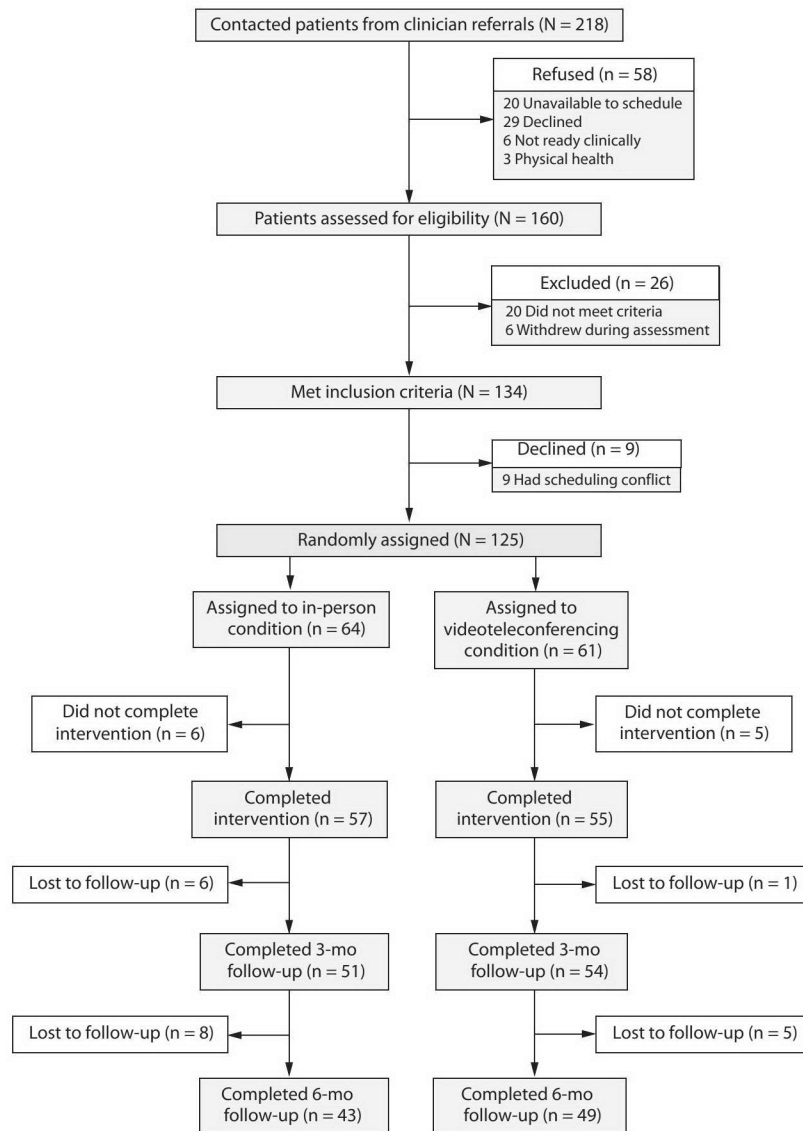 Contacted patients from clinician referrals (N = 218)
Refused (n = 58)
20 Unavailable to schedule
29 Declined
6 Not ready clinically
3 Physical health
Patients assessed for eligibility (N = 160)
Excluded (n = 26)
20 Did not meet criteria
6 Withdrew during assessment
Met inclusion criteria (N = 134)
Declined (n = 9)
9 Had scheduling conflict
Randomly assigned (N = 125)
Assigned to in-person
condition (n = 64)
Assigned to
videoteleconferencing
condition (n = 61)
Did not complete
intervention (n = 6)
Did not complete
intervention (n = 5)
Completed
intervention (n = 57)
Completed
intervention (n = 55)
Lost to follow-up (n = 6)
Lost to follow-up (n = 1)
Completed 3-mo
follow-up (n = 51)
Completed 3-mo
follow-up (n = 54)
Lost to follow-up (n = 8)
Lost to follow-up (n = 5)
Completed 6-mo
follow-up (n = 43)
Completed 6-mo
follow-up (n = 49)